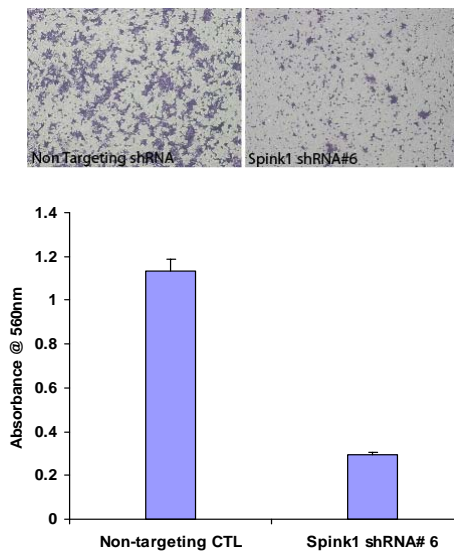 Non Targeting shRNA
Spink1 shRNA#6
1.4
1.2
1
0.8
0.6
0.4
0.2
0
Absorbance @ 560nm
Non-targeting CTL
Spink1 shRNA# 6